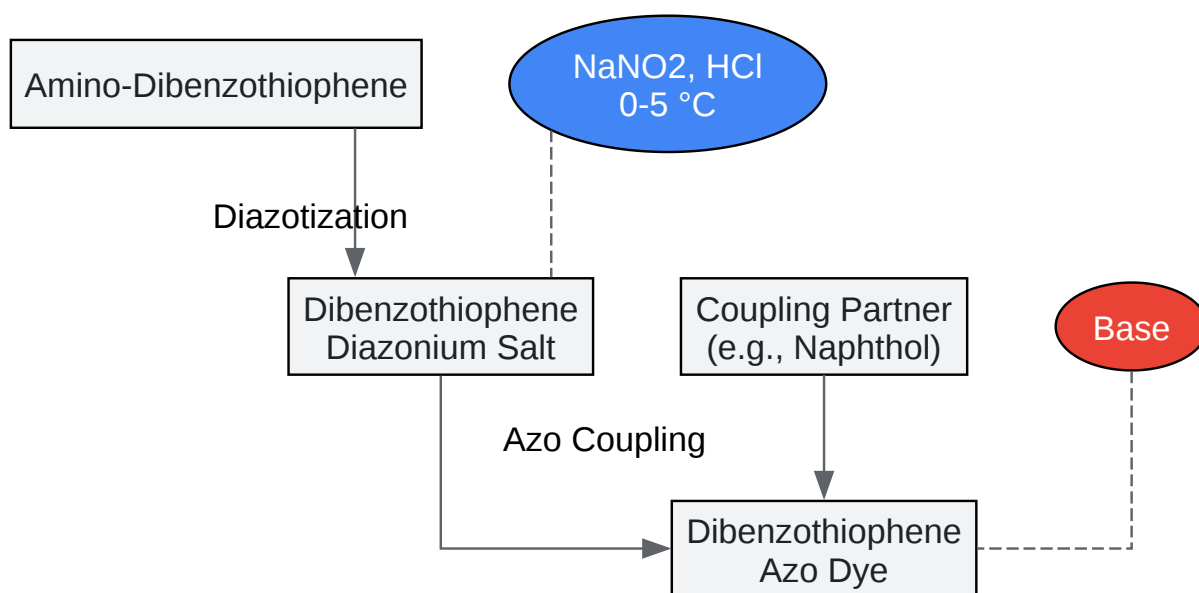 Amino-Dibenzothiophene
NaNO2, HCl
0-5 °C
Diazotization
Dibenzothiophene
Diazonium Salt
Coupling Partner
(e.g., Naphthol)
Base
Azo Coupling
Dibenzothiophene
Azo Dye